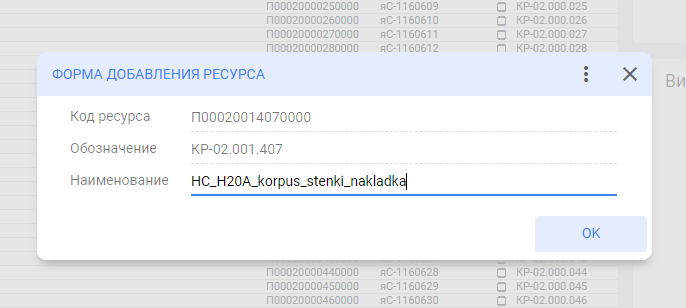 П00020000250000 яС-1160609 КР-02.000.025
П00020000260000 яС-1160610 КР-02.000.026
П00020000270000 яС-1160611 КР-02.000.027
П00020000280000 яС-1160612 КР-02.000.028
ФОРМА ДОБАВЛЕНИЯ РЕСУРСА
Ви
Код ресурса П00020014070000
Обозначение КР-02.001.407
Наименование HC_H20A_korpus_stenki_nakladka
OK
П00020000440000 яС-1160628 КР-02.000.044
П00020000450000 яС-1160629 КР-02.000.045
П00020000460000 яС-1160630 КР-02.000.046